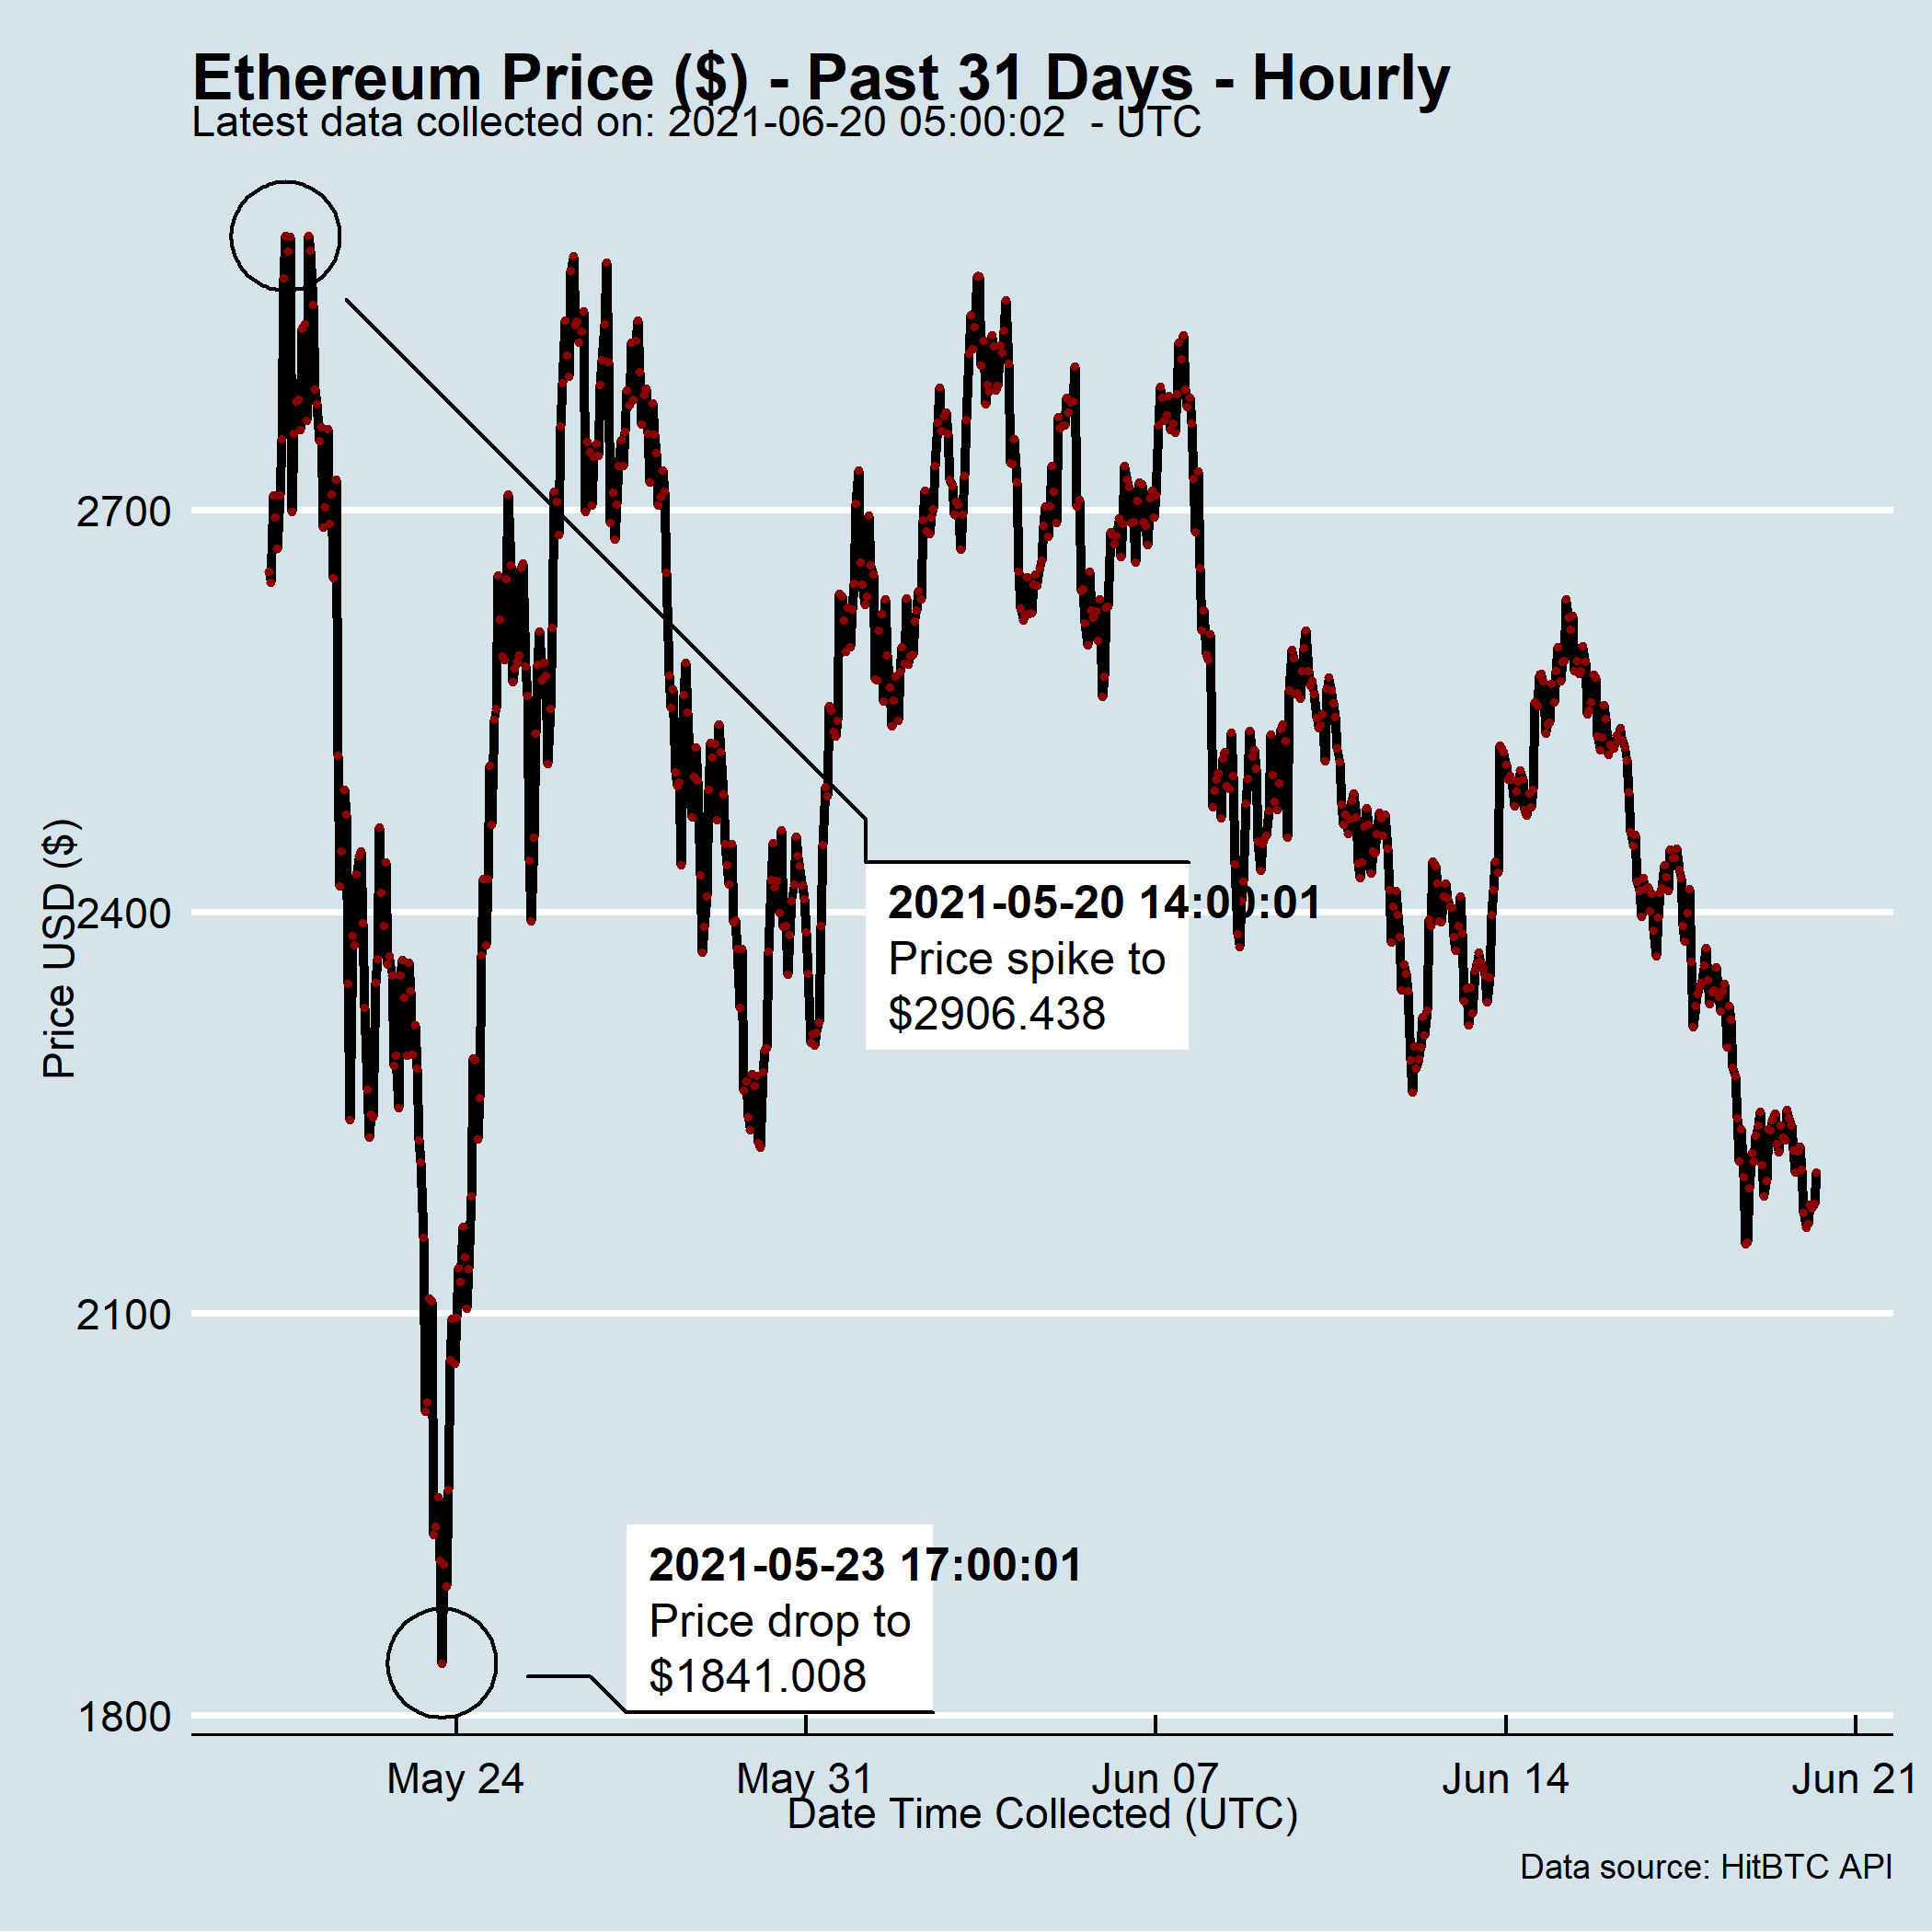 Ethereum Price ($) - Past 31 Days - Hourly
Latest data collected on: 2021-06-20 05:00:02  - UTC
Price USD ($)
2700
2400
2100
1800
2021-05-20 14:00:01
Price spike to
$2906.438
2021-05-23 17:00:01
Price drop to
$1841.008
May 24 May 31 Jun 07 Jun 14 Jun 21
Date Time Collected (UTC)
Data source: HitBTC API